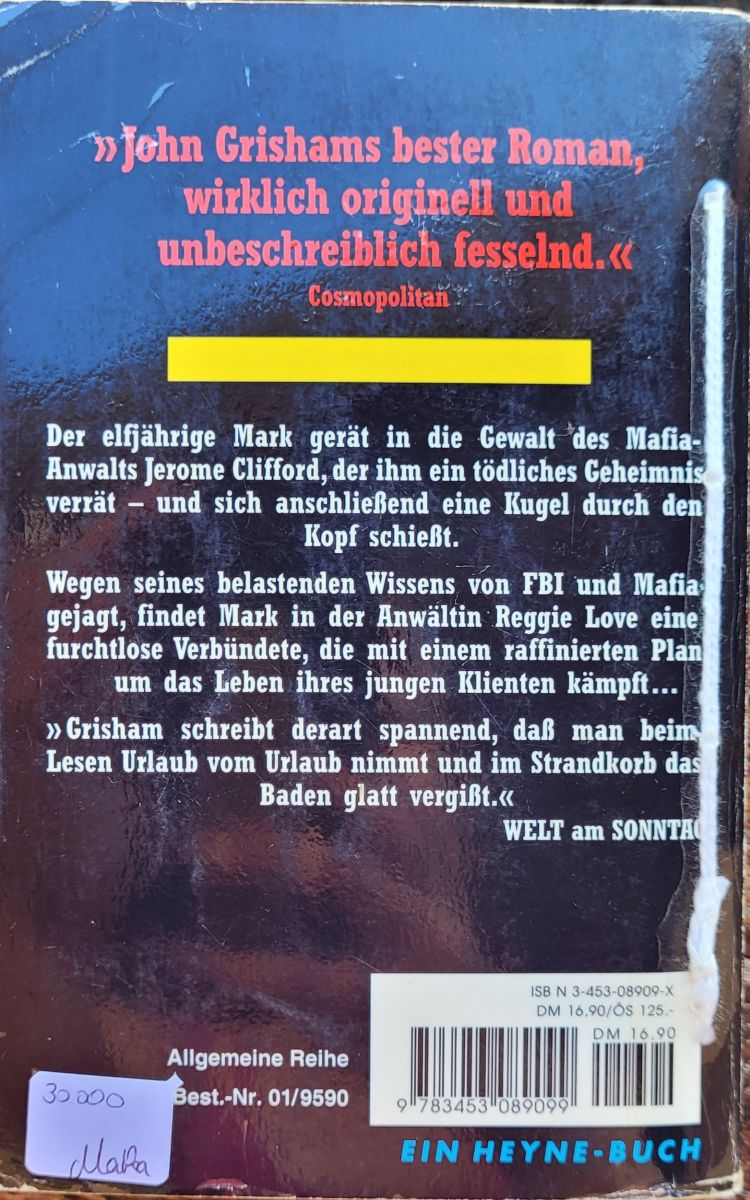 »John Grishams bester Roman,
wirklich originell und
unbeschreiblich fesselnd.«
Cosmopolitan
Der elfjährige Mark gerät in die Gewalt des Mafia-
Anwalts Jerome Clifford, der ihm ein tödliches Geheimnis
verrät – und sich anschließend eine Kugel durch den
Kopf schießt.
Wegen seines belastenden Wissens von FBI und Mafia
gejagt, findet Mark in der Anwältin Reggie Love eine
furchtlose Verbündete, die mit einem raffinierten Plan
um das Leben ihres jungen Klienten kämpft...
»Grisham schreibt derart spannend, daß man beim
Lesen Urlaub vom Urlaub nimmt und im Strandkorb das
Baden glatt vergißt.«
WELT am SONNTAG
ISB N 3-453-08909-X
DM 16.90/ÖS 125.-
DM 16.90
9 783453 089099
Allgemeine Reihe
Best.-Nr. 01/9590
30000
EIN HEYNE-BUCH